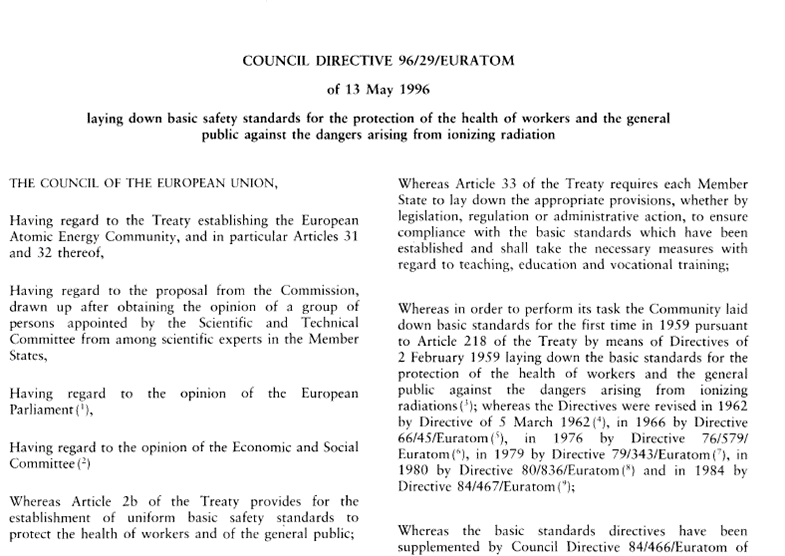 COUNCIL DIRECTIVE 96/29/EURATOM
of 13 May 1996
laying down basic safety standards for the protection of the health of workers and the general
public against the dangers arising from ionizing radiation
THE COUNCIL OF THE EUROPEAN UNION,
Having regard to the Treaty establishing the European
Atomic Energy Community, and in particular Articles 31
and 32 thereof,
Having regard to the proposal from the Commission,
drawn up after obtaining the opinion of a group of
persons appointed by the Scientific and Technical
Committee from among scientific experts in the Member
States,
Having regard to the opinion of the European
Parliament (¹),
Having regard to the opinion of the Economic and Social
Committee (²)
Whereas Article 2b of the Treaty provides for the
establishment of uniform basic safety standards to
protect the health of workers and of the general public;
Whereas Article 33 of the Treaty requires each Member
State to lay down the appropriate provisions, whether by
legislation, regulation or administrative action, to ensure
compliance with the basic standards which have been
established and shall take the necessary measures with
regard to teaching, education and vocational training;
Whereas in order to perform its task the Community laid
down basic standards for the first time in 1959 pursuant
to Article 218 of the Treaty by means of Directives of
2 February 1959 laying down the basic standards for the
protection of the health of workers and the general
public against the dangers arising from ionizing
radiations (³); whereas the Directives were revised in 1962
by Directive of 5 March 1962 (⁴), in 1966 by Directive
66/45/Euratom (⁵), in 1976 by Directive 76/579/
Euratom (⁶), in 1979 by Directive 79/343/Euratom (⁷), in
1980 by Directive 80/836/Euratom (⁸) and in 1984 by
Directive 84/467/Euratom (⁹);
Whereas the basic standards directives have been
supplemented by Council Directive 84/466/Euratom of